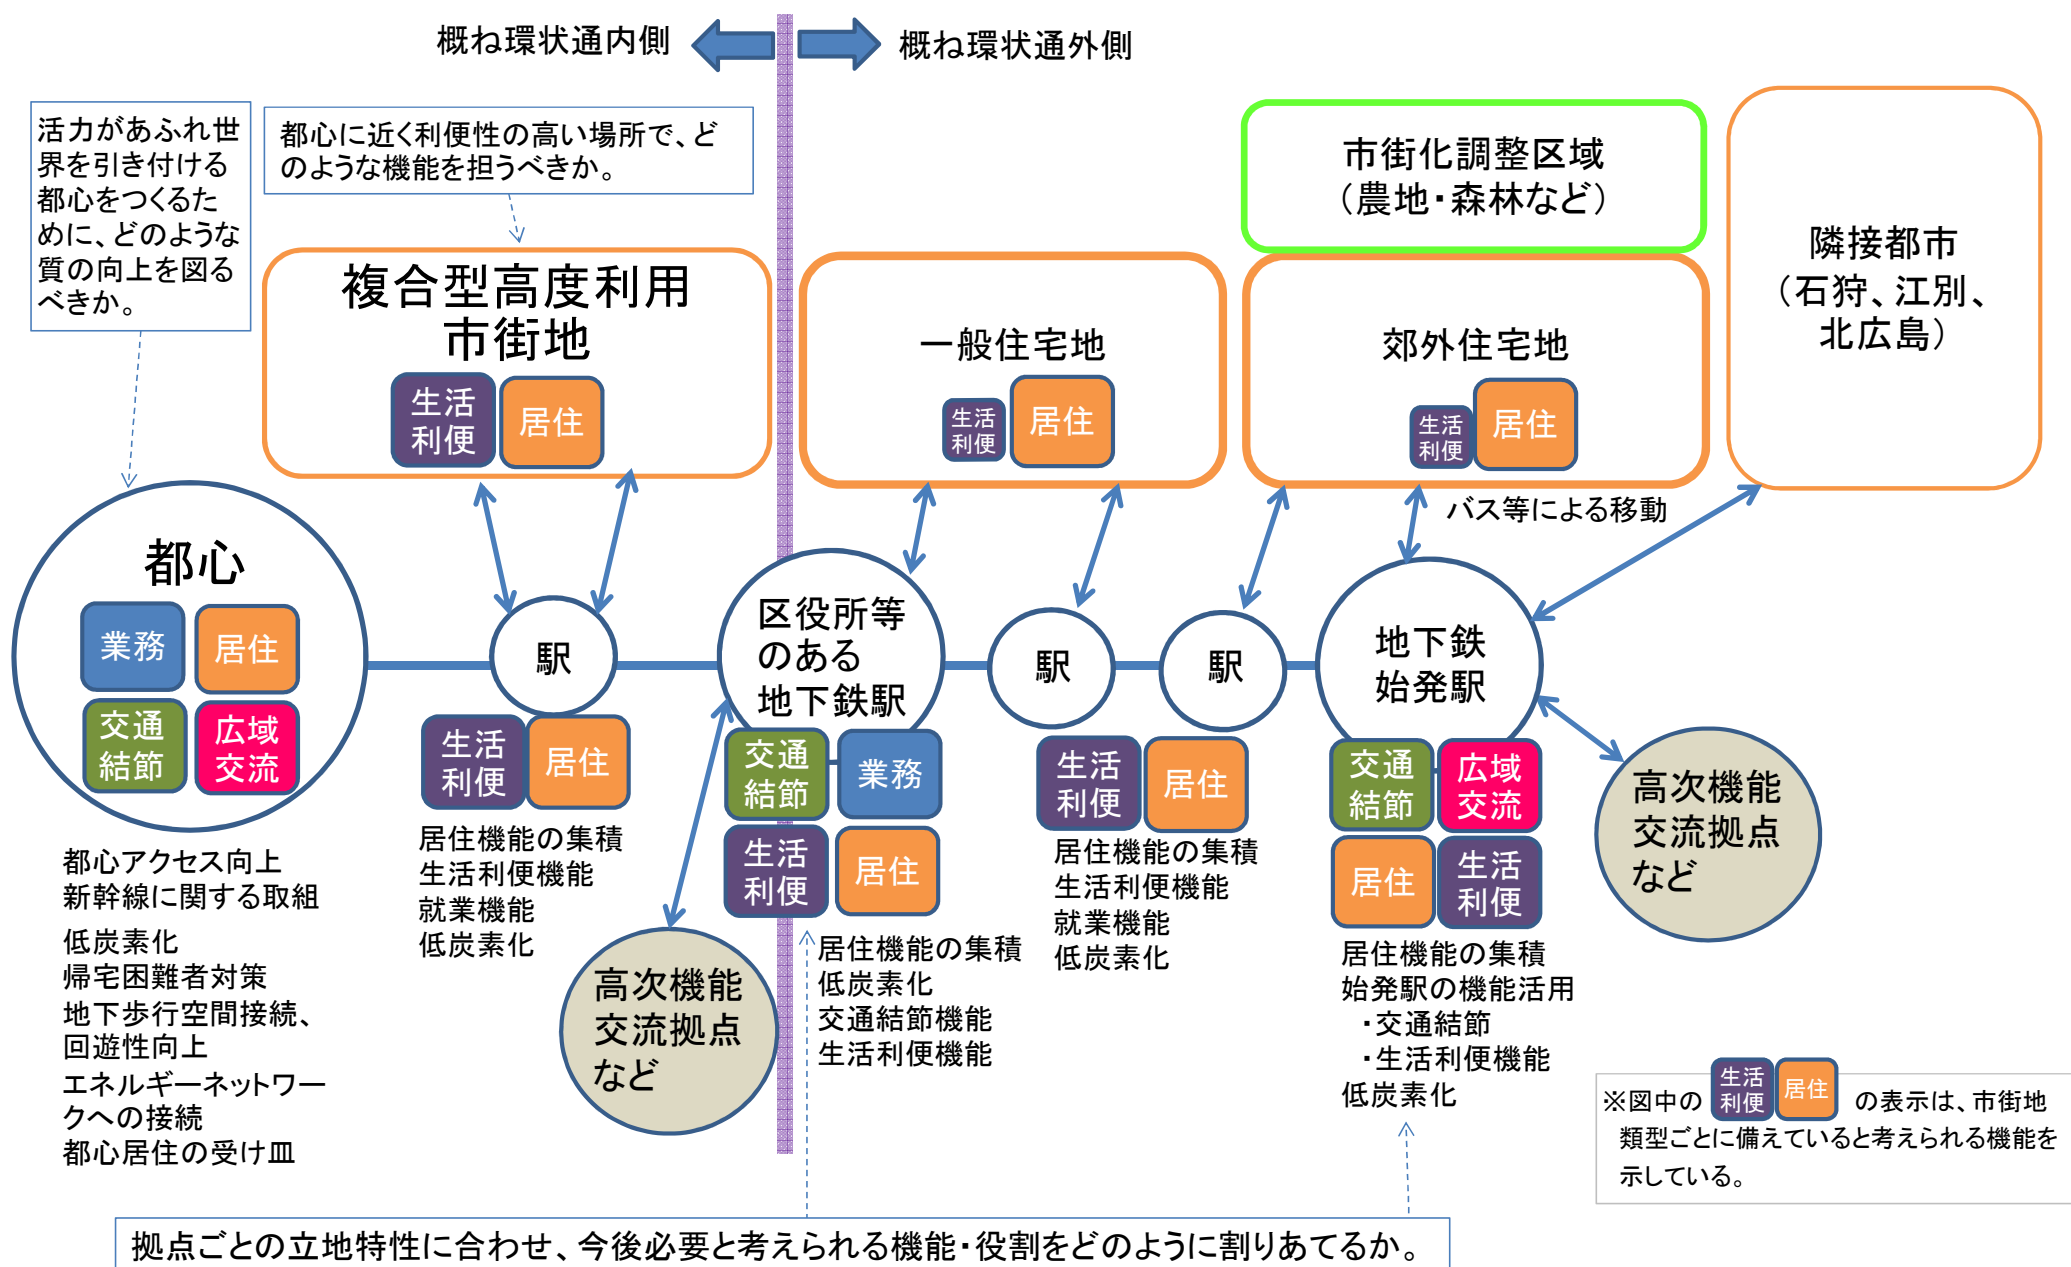 概ね環状通内側
概ね環状通外側
活力があふれ世
界を引き付ける
都心をつくるた
めに、どのような
質の向上を図る
べきか。
都心に近く利便性の高い場所で、ど
のような機能を担うべきか。
複合型高度利用
市街地
生活
利便
居住
一般住宅地
生活
利便
居住
市街化調整区域
（農地・森林など）
郊外住宅地
生活
利便
居住
隣接都市
（石狩、江別、
北広島）
バス等による移動
都心
業務
居住
交通
結節
広域
交流
都心アクセス向上
新幹線に関する取組
低炭素化
帰宅困難者対策
地下歩行空間接続、
回遊性向上
エネルギーネットワー
クへの接続
都心居住の受け皿
駅
生活
利便
居住
居住機能の集積
生活利便機能
就業機能
低炭素化
高次機能
交流拠点
など
区役所等
のある
地下鉄駅
交通
結節
業務
生活
利便
居住
居住機能の集積
低炭素化
交通結節機能
生活利便機能
駅
駅
生活
利便
居住
居住機能の集積
生活利便機能
就業機能
低炭素化
地下鉄
始発駅
交通
結節
広域
交流
居住
生活
利便
居住機能の集積
始発駅の機能活用
・交通結節
・生活利便機能
低炭素化
高次機能
交流拠点
など
※図中の 生活利便 居住 の表示は、市街地
類型ごとに備えていると考えられる機能を
示している。
拠点ごとの立地特性に合わせ、今後必要と考えられる機能・役割をどのように割りあてるか。